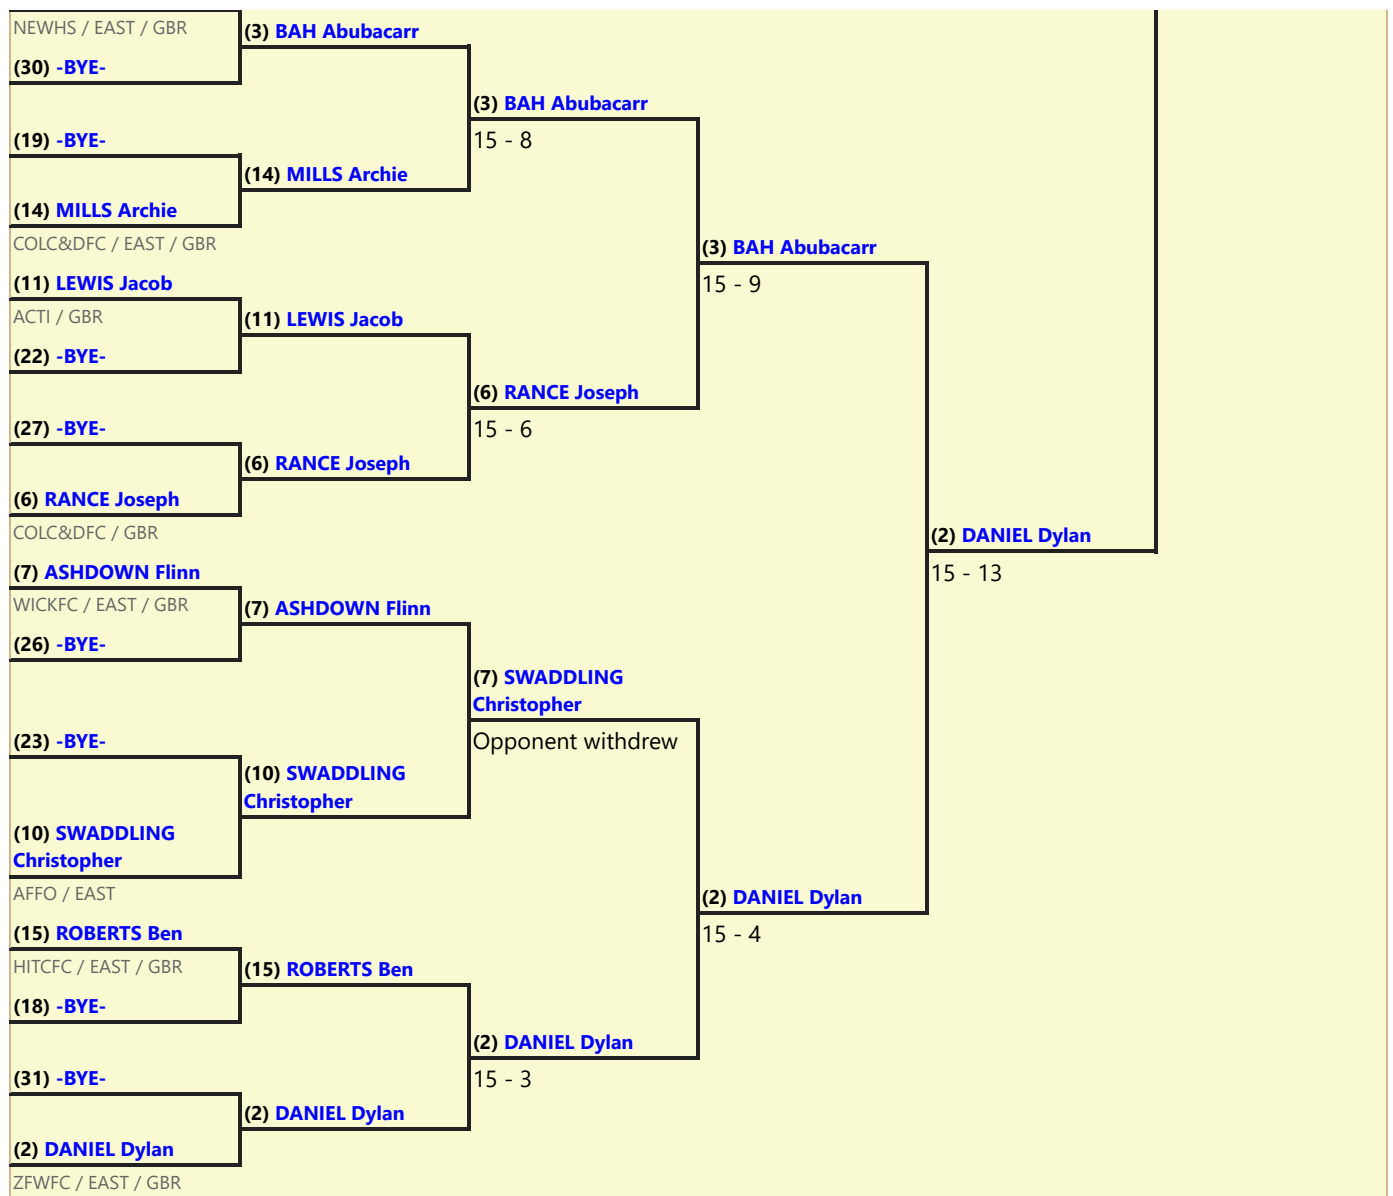 NEWHS / EAST / GBR
(3) BAH Abubacarr
(30) -BYE-
(3) BAH Abubacarr
(19) -BYE-
15 - 8
(14) MILLS Archie
(14) MILLS Archie
COLC&DFC / EAST / GBR
(3) BAH Abubacarr
(11) LEWIS Jacob
15 - 9
ACTI / GBR
(11) LEWIS Jacob
(22) -BYE-
(6) RANCE Joseph
(27) -BYE-
15 - 6
(6) RANCE Joseph
(6) RANCE Joseph
COLC&DFC / GBR
(2) DANIEL Dylan
(7) ASHDOWN Flinn
15 - 13
WICKFC / EAST / GBR
(7) ASHDOWN Flinn
(26) -BYE-
(7) SWADDLING
Christopher
(23) -BYE-
Opponent withdrew
(10) SWADDLING
Christopher
(10) SWADDLING
Christopher
AFFO / EAST
(2) DANIEL Dylan
(15) ROBERTS Ben
15 - 4
HITCFC / EAST / GBR
(15) ROBERTS Ben
(18) -BYE-
(2) DANIEL Dylan
(31) -BYE-
15 - 3
(2) DANIEL Dylan
(2) DANIEL Dylan
ZFWFC / EAST / GBR